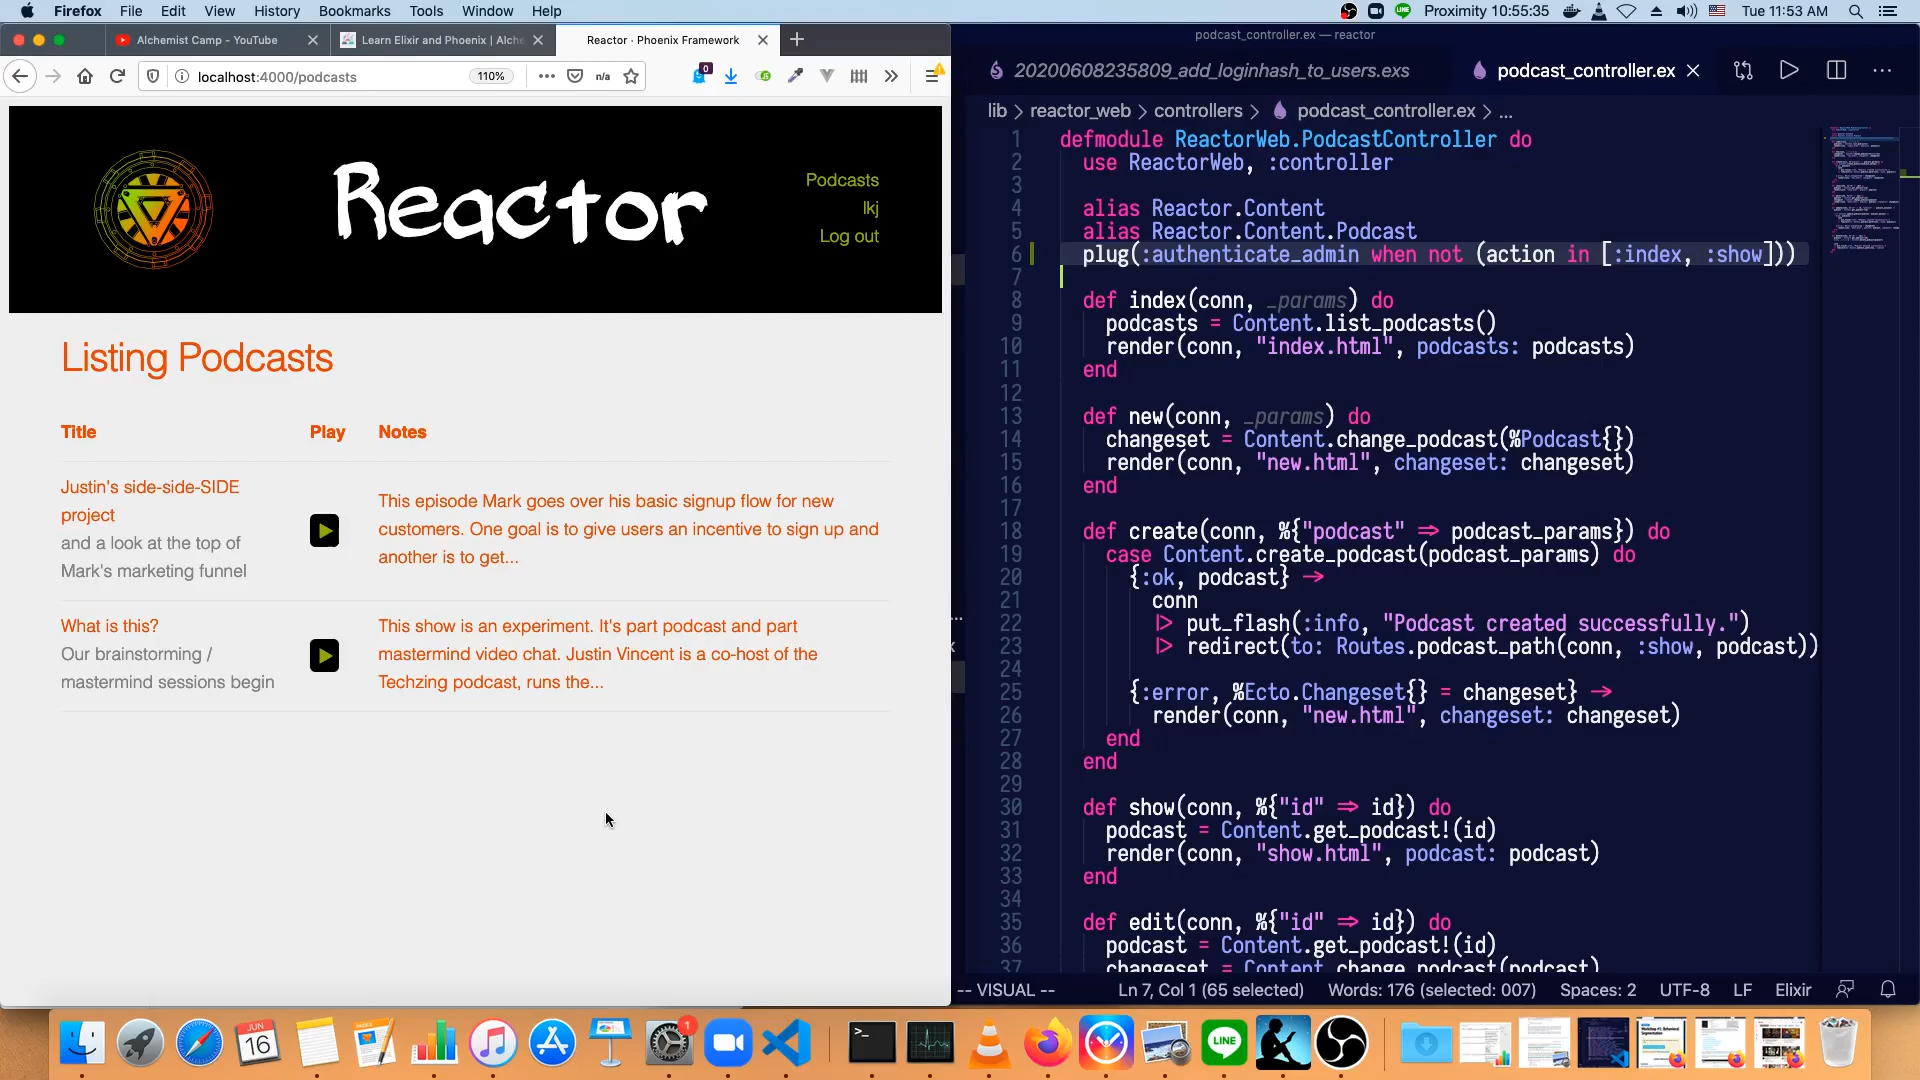 Firefox File Edit View History Bookmarks Tools Window Help
Proximity 10:55:35
Tue 11:53 AM
Alchemist Camp - YouTube
Learn Elixir and Phoenix | Alche
Reactor · Phoenix Framework
localhost:4000/podcasts
110%
n/a
0
Reactor
Podcasts
lkj
Log out
Listing Podcasts
Title Play Notes
Justin's side-side-SIDE
project
and a look at the top of
Mark's marketing funnel
This episode Mark goes over his basic signup flow for new
customers. One goal is to give users an incentive to sign up and
another is to get...
What is this?
Our brainstorming /
mastermind sessions begin
This show is an experiment. It's part podcast and part
mastermind video chat. Justin Vincent is a co-host of the
Techzing podcast, runs the...
podcast_controller.ex — reactor
20200608235809_add_loginhash_to_users.exs
podcast_controller.ex
lib > reactor_web > controllers > podcast_controller.ex > ...
1 defmodule ReactorWeb.PodcastController do
2 use ReactorWeb, :controller
3
4 alias Reactor.Content
5 alias Reactor.Content.Podcast
6 plug(:authenticate_admin when not (action in [:index, :show]))
7
8 def index(conn, _params) do
9 podcasts = Content.list_podcasts()
10 render(conn, "index.html", podcasts: podcasts)
11 end
12
13 def new(conn, _params) do
14 changeset = Content.change_podcast(%Podcast{})
15 render(conn, "new.html", changeset: changeset)
16 end
17
18 def create(conn, %{"podcast" => podcast_params}) do
19 case Content.create_podcast(podcast_params) do
20 {:ok, podcast} ->
21 conn
22 |> put_flash(:info, "Podcast created successfully.")
23 |> redirect(to: Routes.podcast_path(conn, :show, podcast))
24
25 {:error, %Ecto.Changeset{} = changeset} ->
26 render(conn, "new.html", changeset: changeset)
27 end
28 end
29
30 def show(conn, %{"id" => id}) do
31 podcast = Content.get_podcast!(id)
32 render(conn, "show.html", podcast: podcast)
33 end
34
35 def edit(conn, %{"id" => id}) do
36 podcast = Content.get_podcast!(id)
37 changeset = Content.change_podcast(podcast)
-- VISUAL -- Ln 7, Col 1 (65 selected) Words: 176 (selected: 007) Spaces: 2 UTF-8 LF Elixir
JUN
16
1
LINE